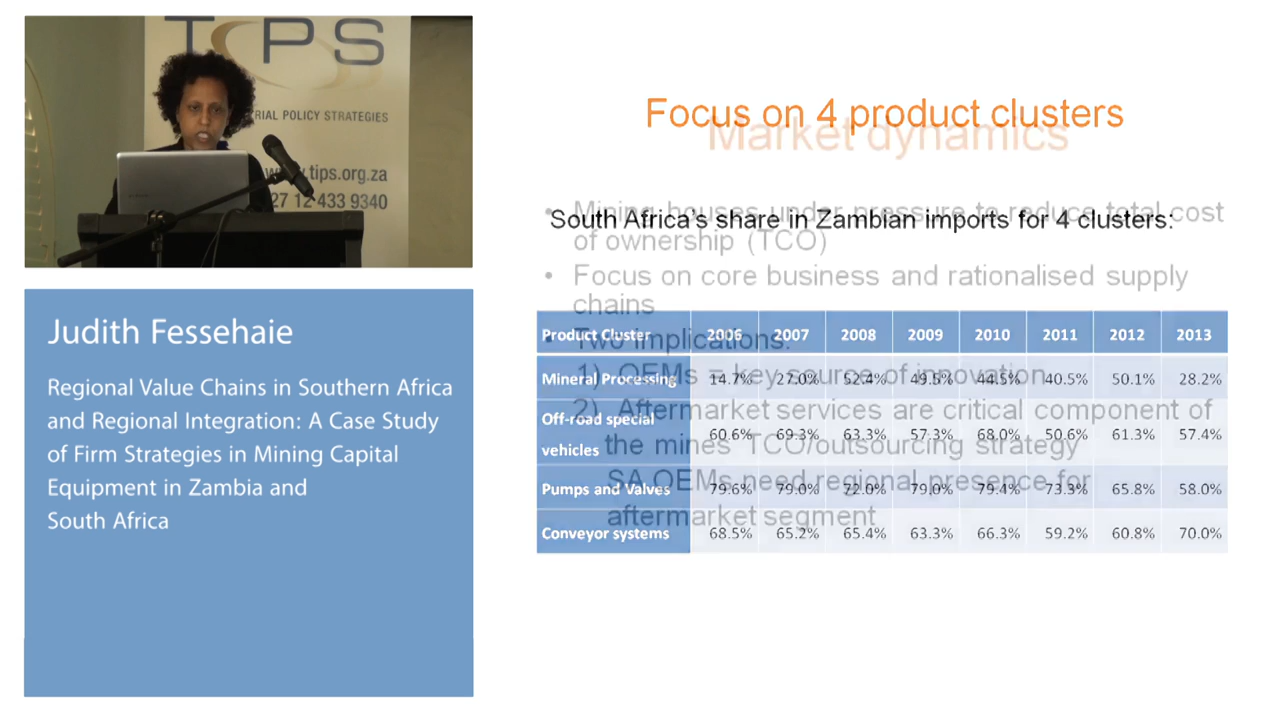 TIPS
RIAL POLICY STRATEGIES
www.tips.org.za
27 12 433 9340
Judith Fessehaie
Regional Value Chains in Southern Africa
and Regional Integration: A Case Study
of Firm Strategies in Mining Capital
Equipment in Zambia and
South Africa
Focus on 4 product clusters
Market dynamics
South Africa's share in Zambian imports for 4 clusters:
• Mining houses under pressure to reduce total cost
of ownership (TCO)
• Focus on core business and rationalised supply
chains
• Two implications:
1) OEMs = key source of innovation
2) Aftermarket services are critical component of
the mines' TCO/outsourcing strategy
SA OEMs need regional presence for
aftermarket segment
Product Cluster 2006 2007 2008 2009 2010 2011 2012 2013
Mineral Processing 14.7% 27.0% 52.4% 49.5% 44.5% 40.5% 50.1% 28.2%
Off-road special
vehicles 60.6% 69.3% 63.3% 57.3% 68.0% 50.6% 61.3% 57.4%
Pumps and Valves 79.6% 79.0% 72.0% 79.0% 79.4% 73.3% 65.8% 58.0%
Conveyor systems 68.5% 65.2% 65.4% 63.3% 66.3% 59.2% 60.8% 70.0%